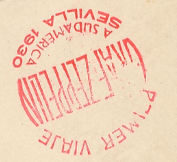 A SUDAMERICA
SEVILLA 1930
GRAF ZEPPELIN
PRIMER VIAJE